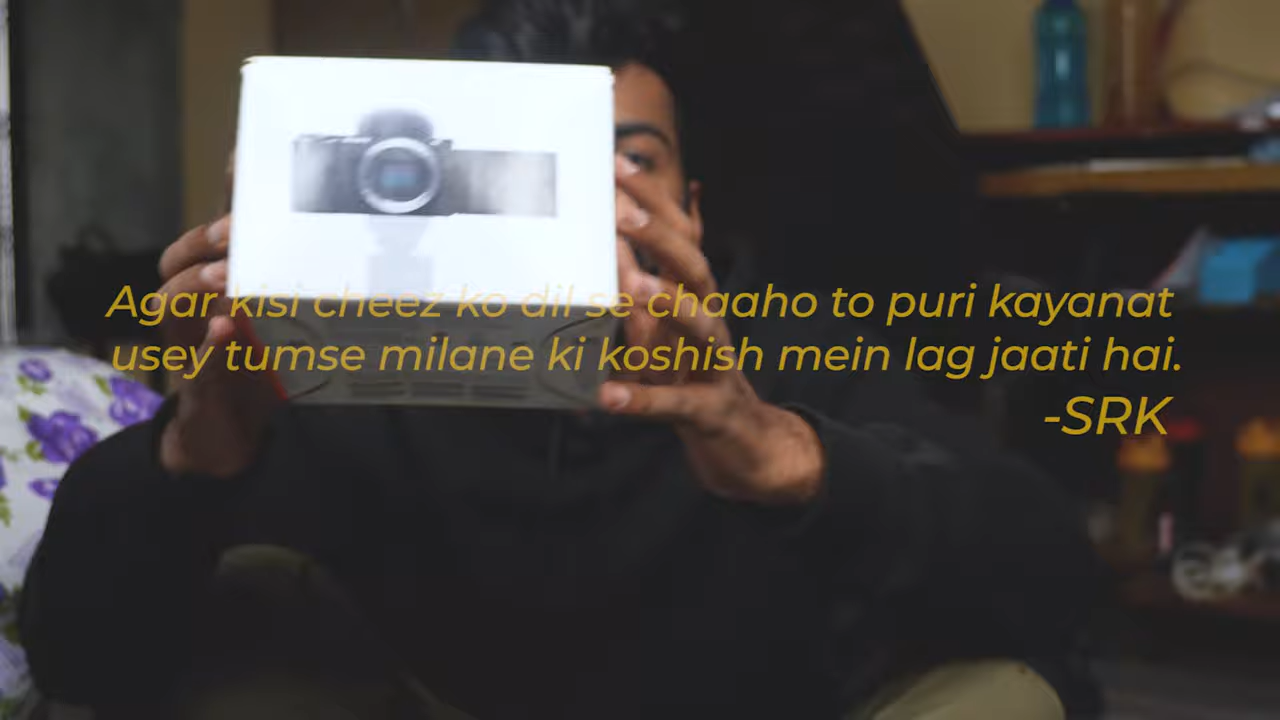 Agar kisi cheez ko dil se chaaho to puri kayanat
usey tumse milane ki koshish mein lag jaati hai.
-SRK